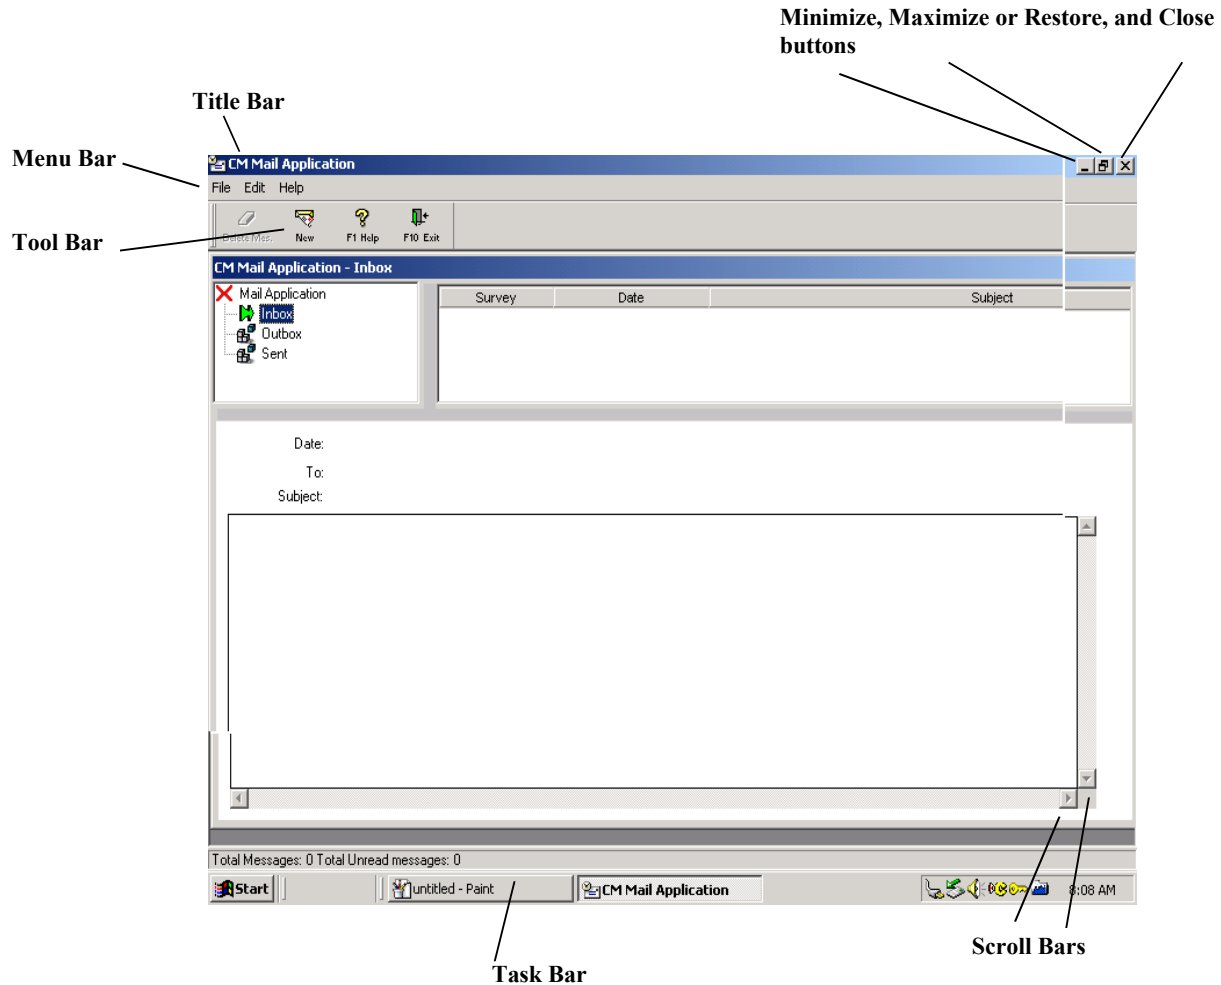 Minimize, Maximize or Restore, and Close
buttons
Title Bar
Menu Bar
CM Mail Application
File Edit Help
Tool Bar
Delete Mes. New F1 Help F10 Exit
CM Mail Application - Inbox
Mail Application
Inbox
Outbox
Sent
Survey Date Subject
Date:
To:
Subject:
Total Messages: 0 Total Unread messages: 0
Start untitled - Paint CM Mail Application 8:08 AM
Scroll Bars
Task Bar